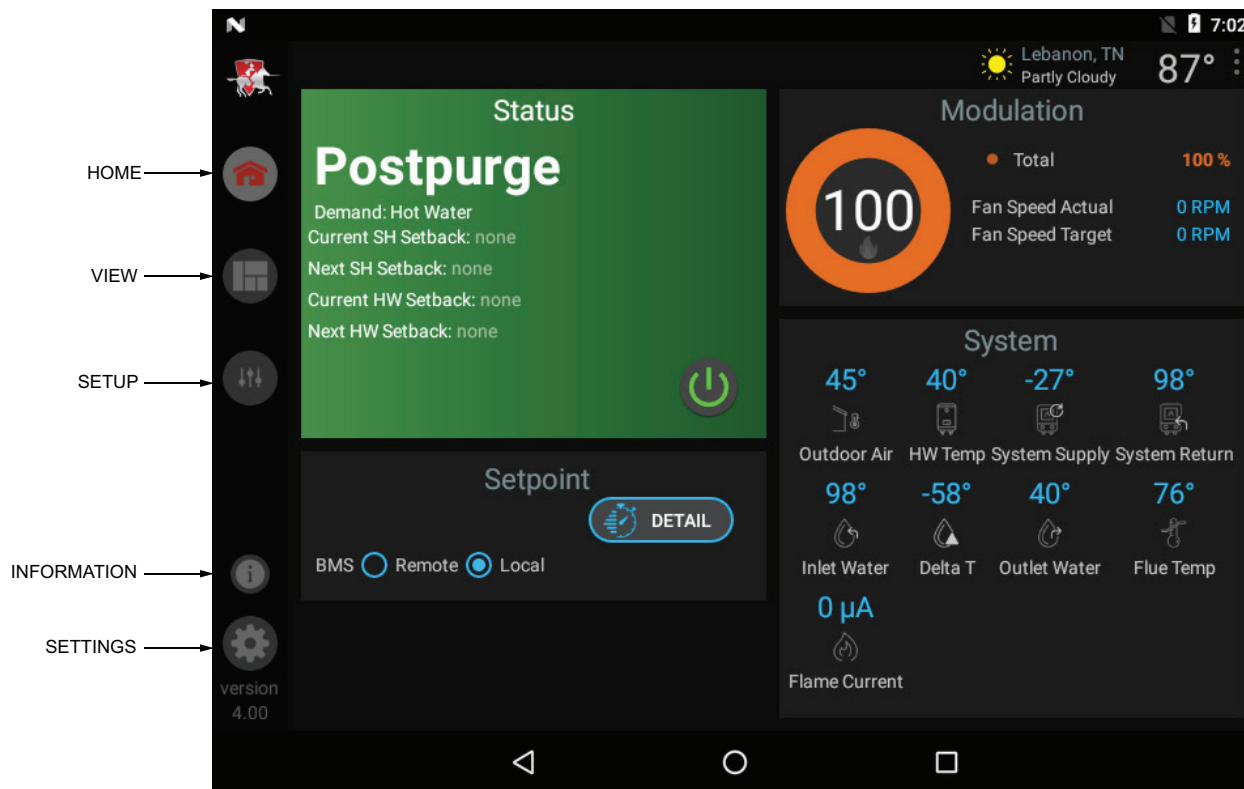 7:02
Lebanon, TN
Partly Cloudy
87°
HOME
VIEW
SETUP
INFORMATION
SETTINGS
version
4.00
Status
Postpurge
Demand: Hot Water
Current SH Setback: none
Next SH Setback: none
Current HW Setback: none
Next HW Setback: none
Setpoint
DETAIL
BMS Remote Local
Modulation
100
Total 100 %
Fan Speed Actual 0 RPM
Fan Speed Target 0 RPM
System
45° 40° -27° 98°
Outdoor Air HW Temp System Supply System Return
98° -58° 40° 76°
Inlet Water Delta T Outlet Water Flue Temp
0 µA
Flame Current